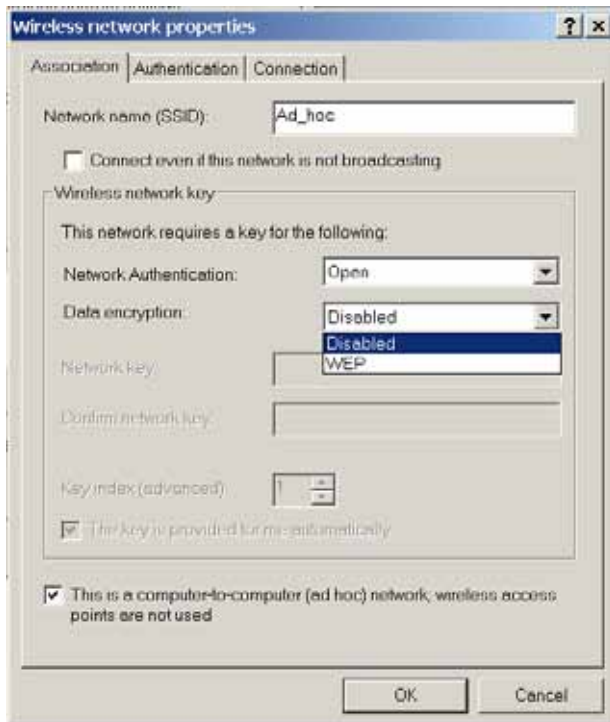 Wireless network properties
Association Authentication Connection
Network name (SSID): Ad_hoc
Connect even if this network is not broadcasting
Wireless network key
This network requires a key for the following:
Network Authentication: Open
Data encryption: Disabled
Disabled
WEP
Network key:
Confirm network key:
Key index (advanced): 1
The key is provided for me automatically
This is a computer-to-computer (ad hoc) network; wireless access
points are not used
OK Cancel